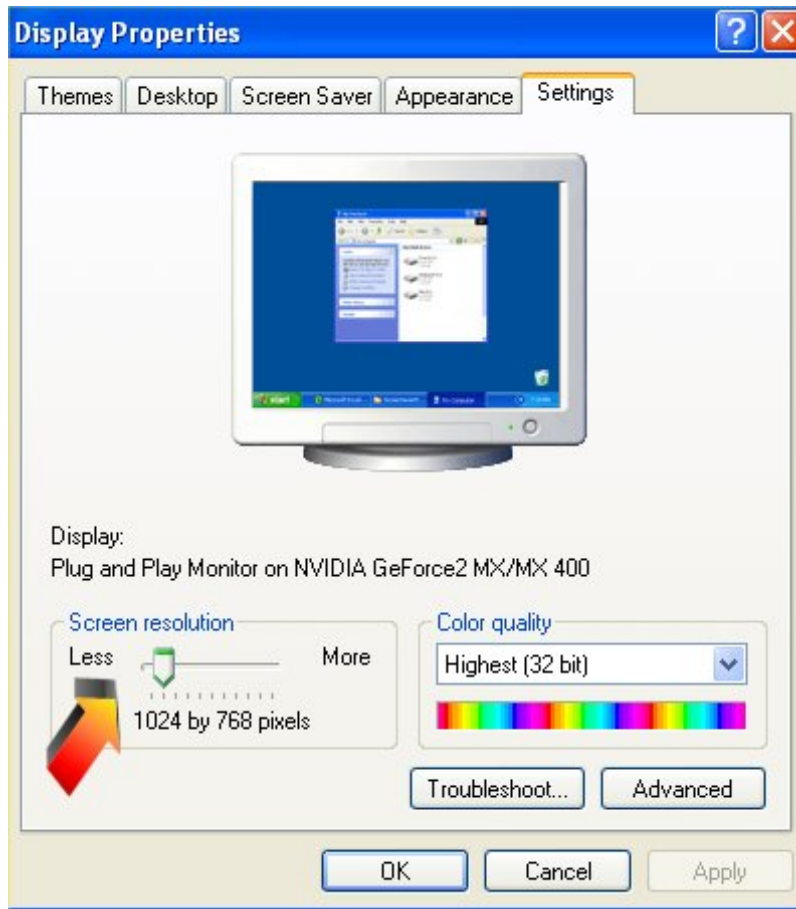 Display Properties
?
Themes Desktop Screen Saver Appearance Settings
start
Display:
Plug and Play Monitor on NVIDIA GeForce2 MX/MX 400
Screen resolution
Less More
1024 by 768 pixels
Color quality
Highest (32 bit)
Troubleshoot... Advanced
OK Cancel Apply